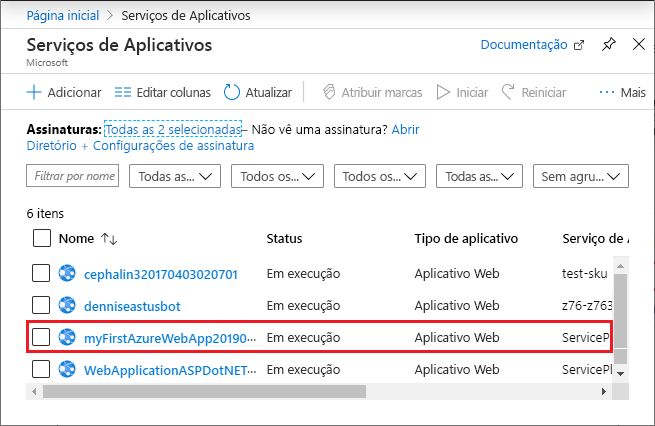 Página inicial > Serviços de Aplicativos
Serviços de Aplicativos
Documentação
Microsoft
Adicionar Editar colunas Atualizar Atribuir marcas Iniciar Reiniciar ... Mais
Assinaturas: Todas as 2 selecionadas– Não vê uma assinatura? Abrir
Diretório + Configurações de assinatura
Filtrar por nome Todas as... Todos os... Todos os... Todas as... Sem agru...
6 itens
Nome Status Tipo de aplicativo Serviço de A
cephalin320170403020701 Em execução Aplicativo Web test-sku
denniseastusbot Em execução Aplicativo Web z76-z763
myFirstAzureWebApp20190... Em execução Aplicativo Web ServiceP
WebApplicationASPDotNET... Em execução Aplicativo Web ServicePl